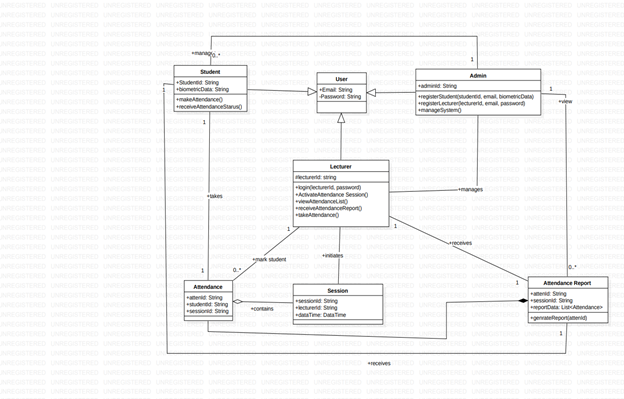 +manage
0..*
1
Student
+StudentId: String
+biometricData: String
+makeAttendance()
+receiveAttendanceStarus()
1
1
User
+Email: String
-Password: String
Admin
+adminId: String
+registerStudent(studentId, email, biometricData)
+registerLecturer(lecturerId, email, password)
+manageSystem()
1
+view
Lecturer
#lecturerId: string
+login(lecturerId, password)
+ActivateAttendance Session()
+viewAttendanceList()
+receiveAttendanceReport()
+takeAttendance()
+manages
+takes
1
1
+receives
+mark student
+initiates
1
0..*
1
0..*
Attendance
+attenId: String
+studentId: String
+sessionId: String
+contains
Session
+sessionId: String
+lecturerId: String
+dataTime: DataTime
Attendance Report
+attenId: String
+sessionId: String
+reportData: List<Attendance>
+genrateReport(attenId)
1
+receives